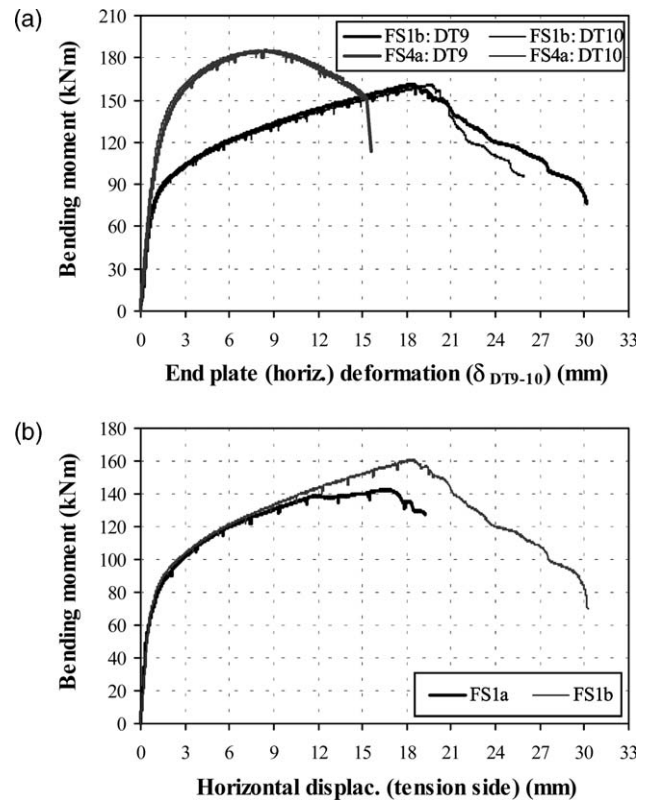 (a)
210
180
150
120
90
60
30
0
Bending moment (kNm)
FS1b: DT9 FS1b: DT10
FS4a: DT9 FS4a: DT10
0 3 6 9 12 15 18 21 24 27 30 33
End plate (horiz.) deformation (δ DT9-10) (mm)
(b)
180
160
140
120
100
80
60
40
20
0
Bending moment (kNm)
FS1a FS1b
0 3 6 9 12 15 18 21 24 27 30 33
Horizontal displac. (tension side) (mm)